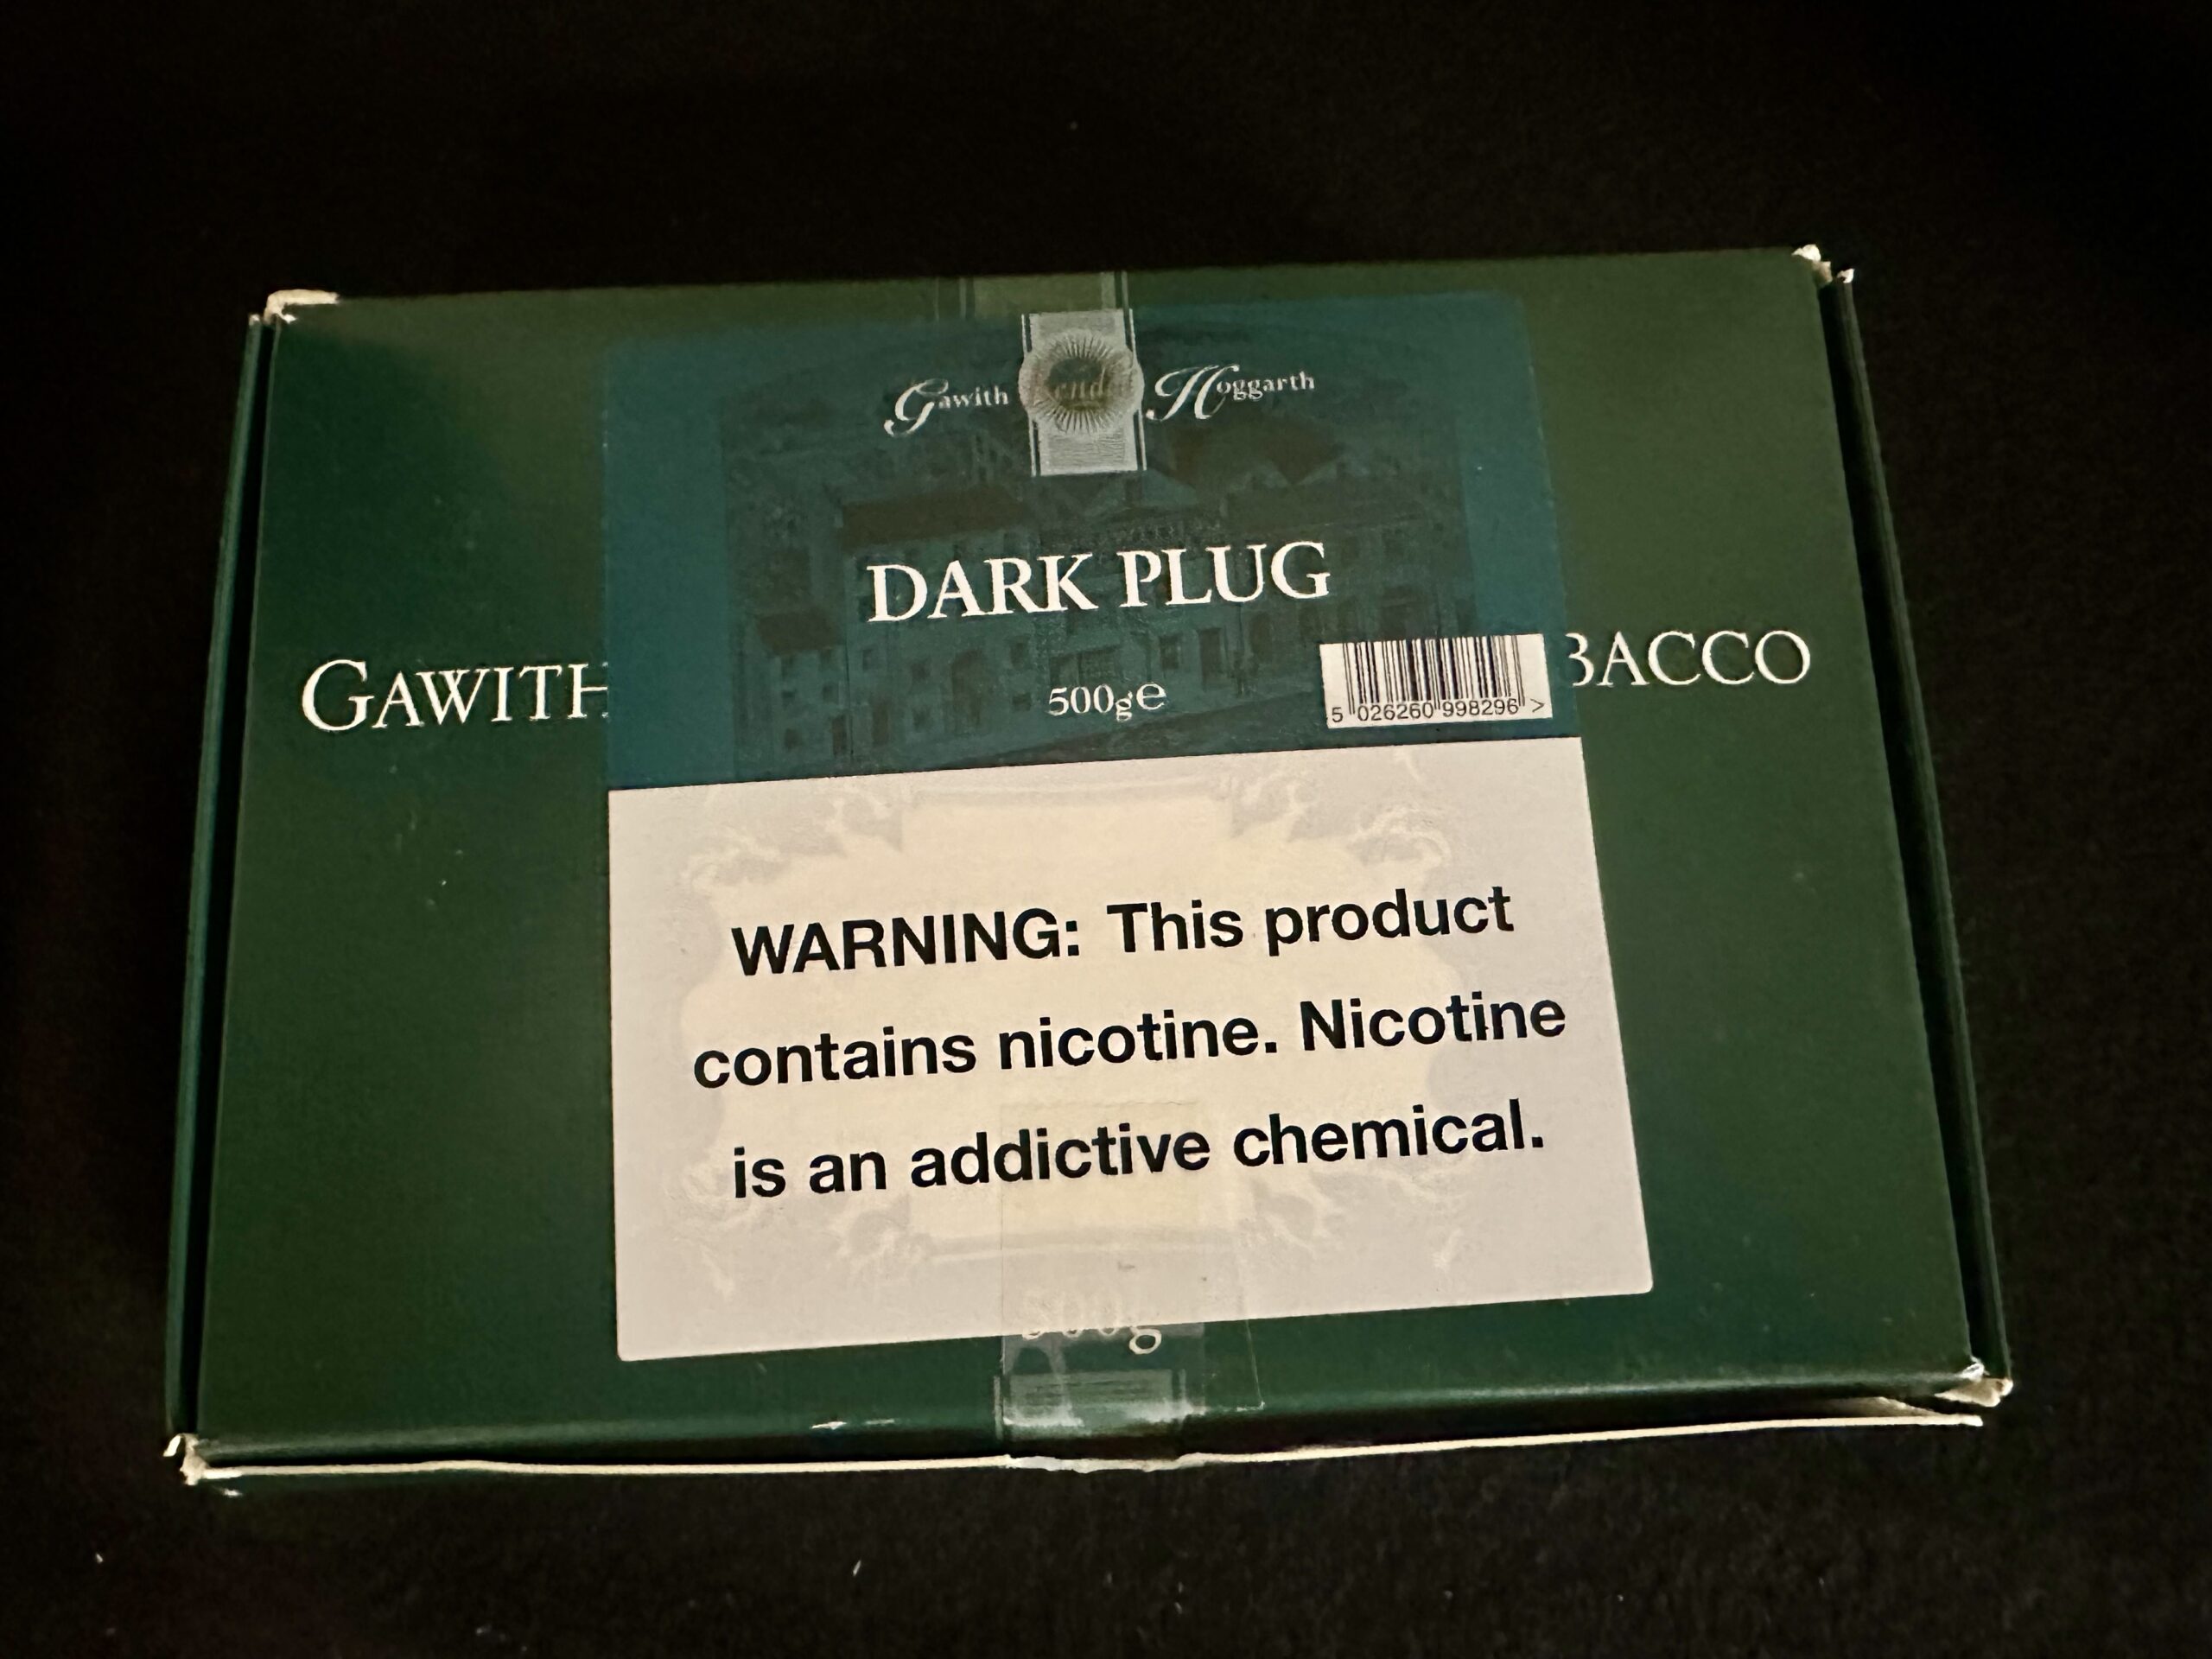 Gawith Hoggarth
DARK PLUG
GAWITH BACCO
500g℮
5 026260 998296 >
WARNING: This product
contains nicotine. Nicotine
is an addictive chemical.
500g